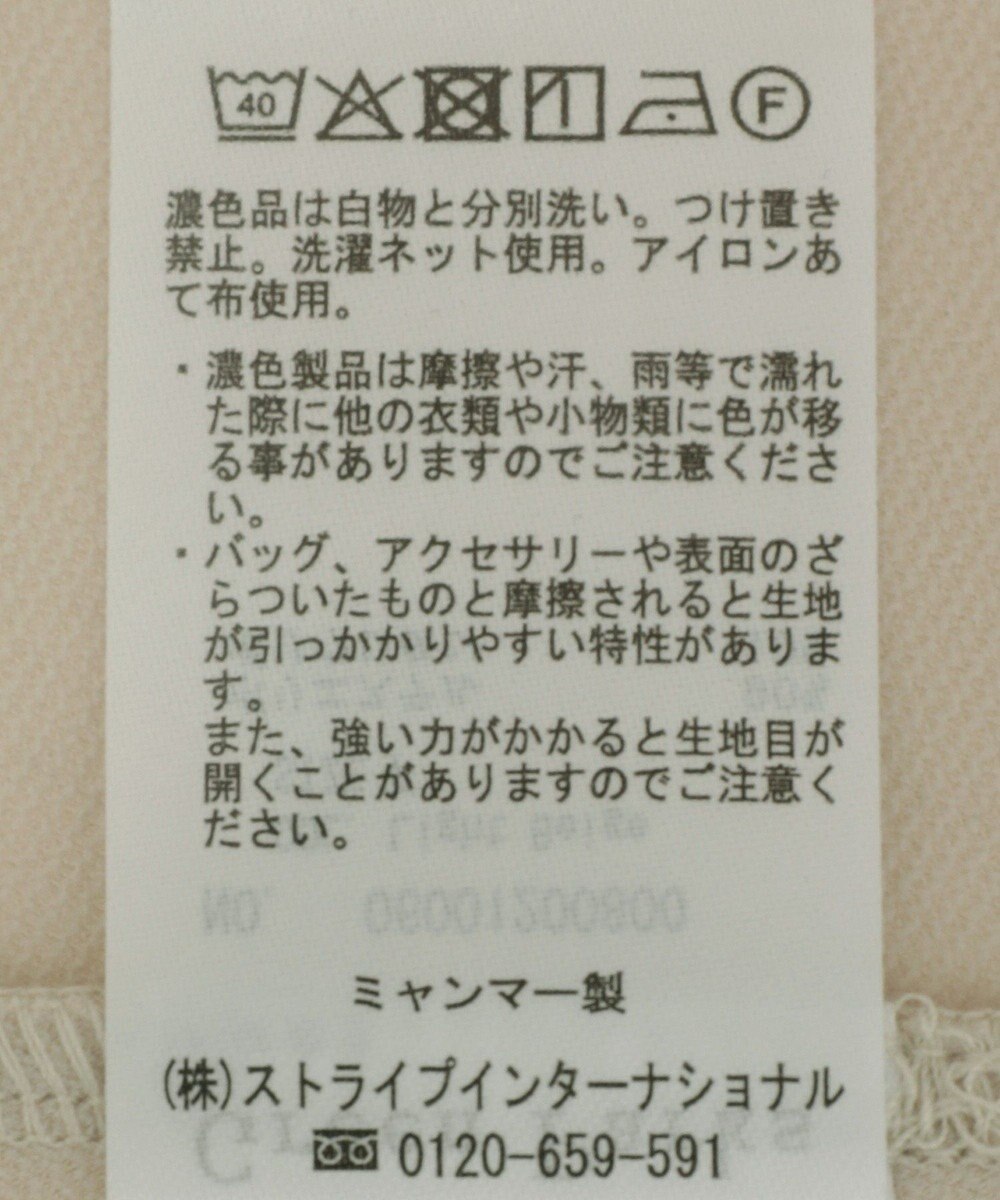 40 F
濃色品は白物と分別洗い。つけ置き
禁止。洗濯ネット使用。アイロンあ
て布使用。
・濃色製品は摩擦や汗、雨等で濡れ
た際に他の衣類や小物類に色が移
る事がありますのでご注意くださ
い。
・バッグ、アクセサリーや表面のざ
らついたものと摩擦されると生地
が引っかかりやすい特性がありま
す。
また、強い力がかかると生地目が
開くことがありますのでご注意く
ださい。
Light Beige
NO. 06001200800
ミャンマー製
(株)ストライプインターナショナル
0120-659-591